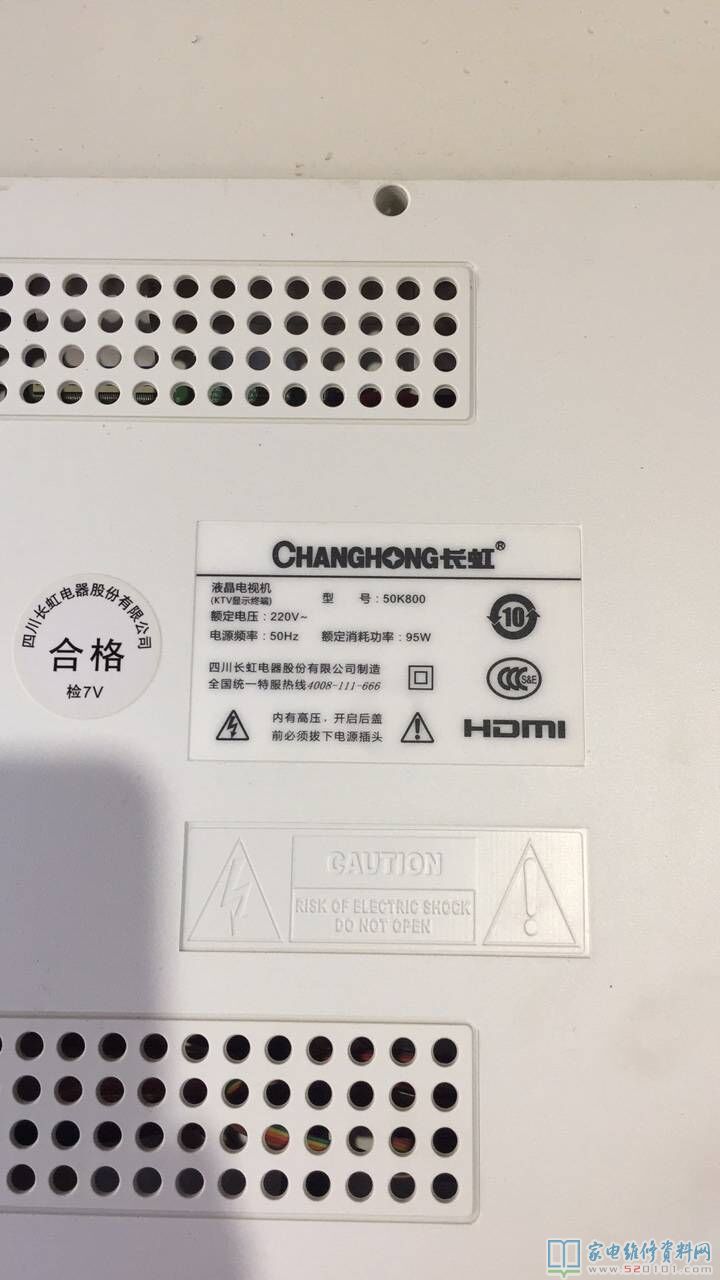 CHANGHONG长虹®
液晶电视机
(KTV显示终端)
型 号：50K800
额定电压：220V~
电源频率：50Hz 额定消耗功率：95W
10
四川长虹电器股份有限公司制造
全国统一特服热线4008-111-666
CCC S&E
内有高压，开启后盖
前必须拔下电源插头
HDMI
四川长虹电器股份有限公司
合格
检7V
CAUTION
RISK OF ELECTRIC SHOCK
DO NOT OPEN
家电维修资料网
www.520101.com